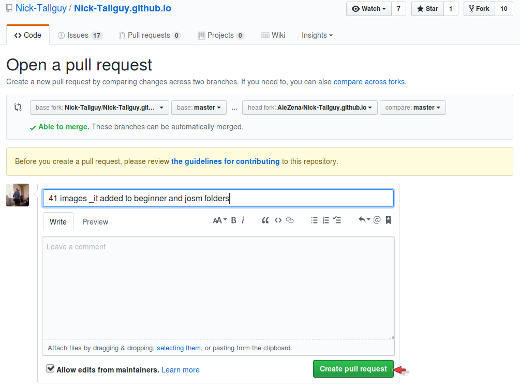 Nick-Tallguy / Nick-Tallguy.github.io
Watch 7 Star 1 Fork 10
Code Issues 17 Pull requests 0 Projects 0 Wiki Insights
Open a pull request
Create a new pull request by comparing changes across two branches. If you need to, you can also compare across forks.
base fork: Nick-Tallguy/Nick-Tallguy.git... base: master ... head fork: AleZena/Nick-Tallguy.github.io compare: master
Able to merge. These branches can be automatically merged.
Before you create a pull request, please review the guidelines for contributing to this repository.
41 images _it added to beginner and josm folders
Write Preview
AA B i “ <> @
Leave a comment
Attach files by dragging & dropping, selecting them, or pasting from the clipboard.
Allow edits from maintainers. Learn more
Create pull request